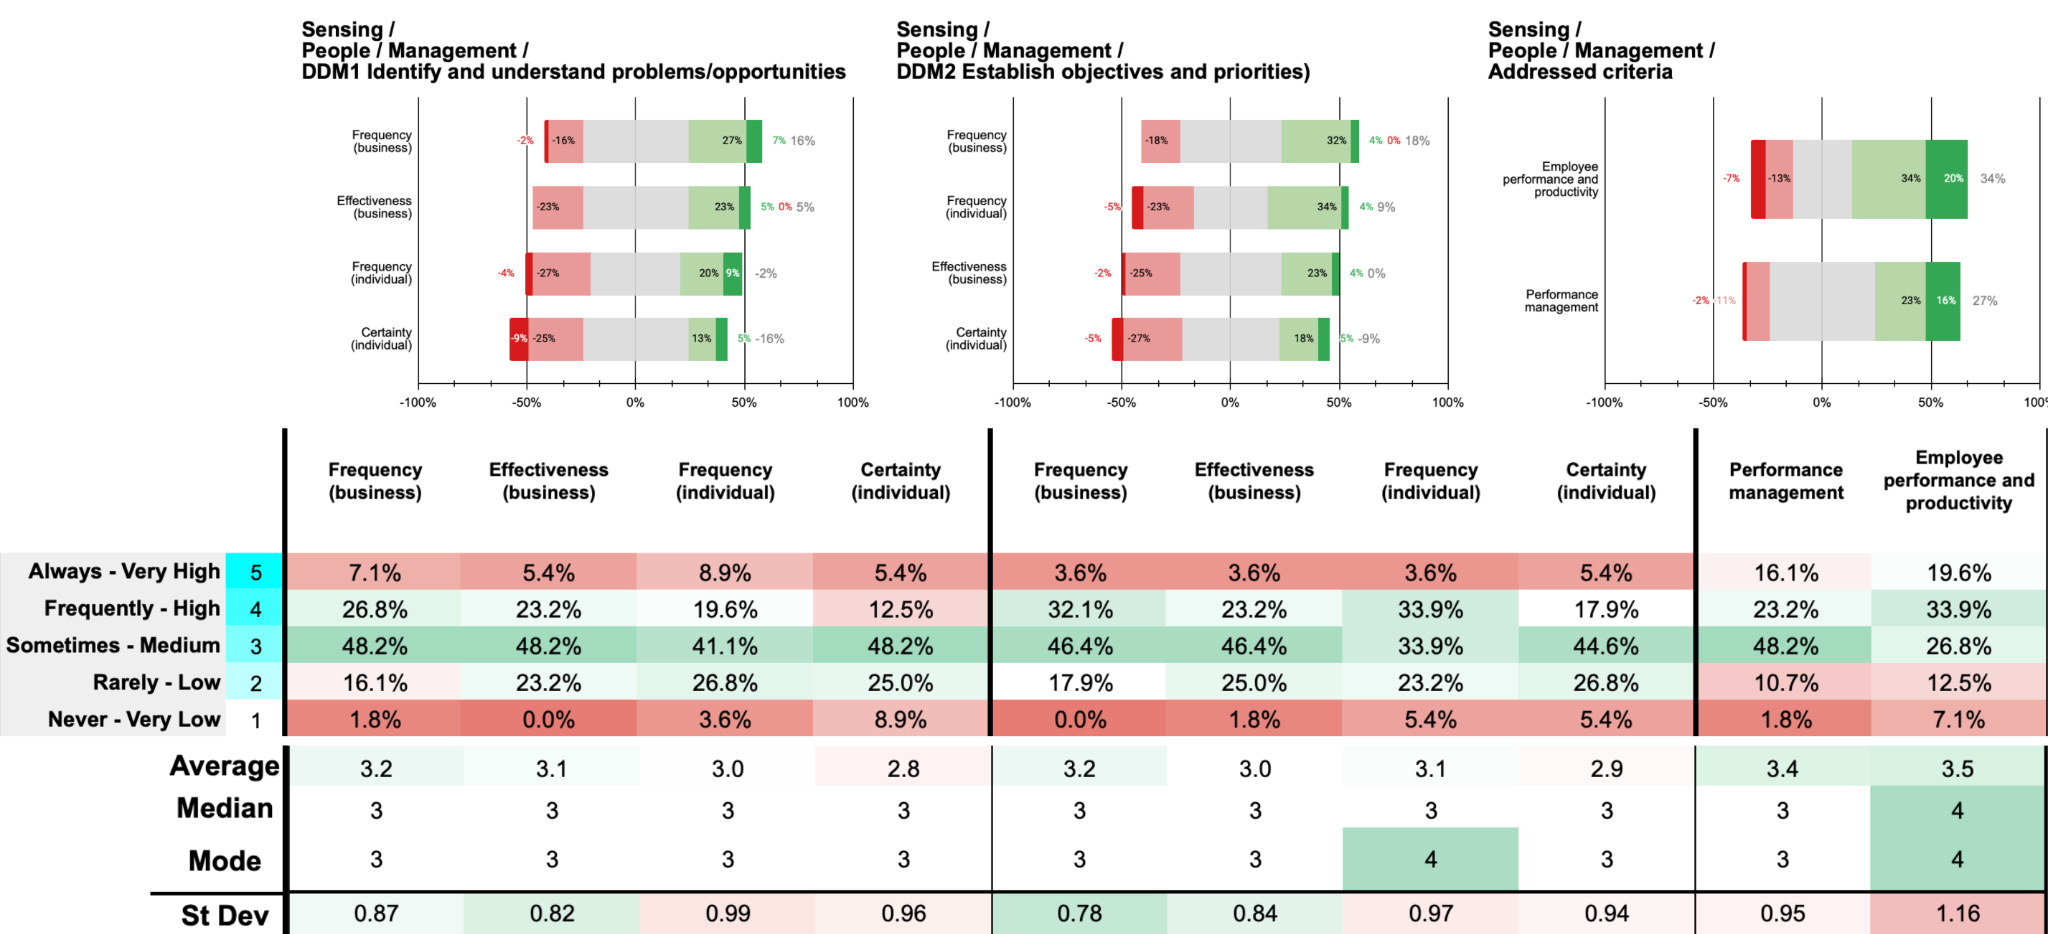 Sensing /
People / Management /
DDM1 Identify and understand problems/opportunities
Frequency
(business)
-2% -16% 27% 7% 16%
Effectiveness
(business)
-23% 23% 5% 0% 5%
Frequency
(individual)
-4% -27% 20% 9% -2%
Certainty
(individual)
-9% -25% 13% 5% -16%
-100% -50% 0% 50% 100%
Sensing /
People / Management /
DDM2 Establish objectives and priorities)
Frequency
(business)
-18% 32% 4% 0% 18%
Frequency
(individual)
-5% -23% 34% 4% 9%
Effectiveness
(business)
-2% -25% 23% 4% 0%
Certainty
(individual)
-5% -27% 18% 5% -9%
-100% -50% 0% 50% 100%
Sensing /
People / Management /
Addressed criteria
Employee
performance and
productivity
-7% -13% 34% 20% 34%
Performance
management
-2% -11% 23% 16% 27%
-100% -50% 0% 50% 100%
Frequency (business) Effectiveness (business) Frequency (individual) Certainty (individual) Frequency (business) Effectiveness (business) Frequency (individual) Certainty (individual) Performance management Employee performance and productivity
Always - Very High 5 7.1% 5.4% 8.9% 5.4% 3.6% 3.6% 3.6% 5.4% 16.1% 19.6%
Frequently - High 4 26.8% 23.2% 19.6% 12.5% 32.1% 23.2% 33.9% 17.9% 23.2% 33.9%
Sometimes - Medium 3 48.2% 48.2% 41.1% 48.2% 46.4% 46.4% 33.9% 44.6% 48.2% 26.8%
Rarely - Low 2 16.1% 23.2% 26.8% 25.0% 17.9% 25.0% 23.2% 26.8% 10.7% 12.5%
Never - Very Low 1 1.8% 0.0% 3.6% 8.9% 0.0% 1.8% 5.4% 5.4% 1.8% 7.1%
Average 3.2 3.1 3.0 2.8 3.2 3.0 3.1 2.9 3.4 3.5
Median 3 3 3 3 3 3 3 3 3 4
Mode 3 3 3 3 3 3 4 3 3 4
St Dev 0.87 0.82 0.99 0.96 0.78 0.84 0.97 0.94 0.95 1.16